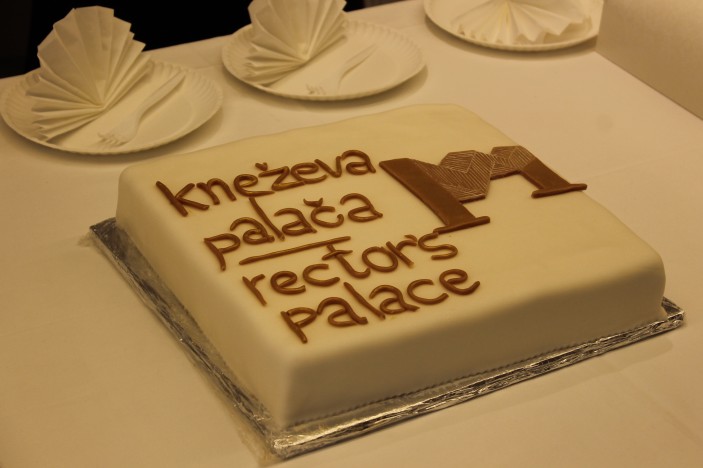 kneževa
palača
rector's
palace
M